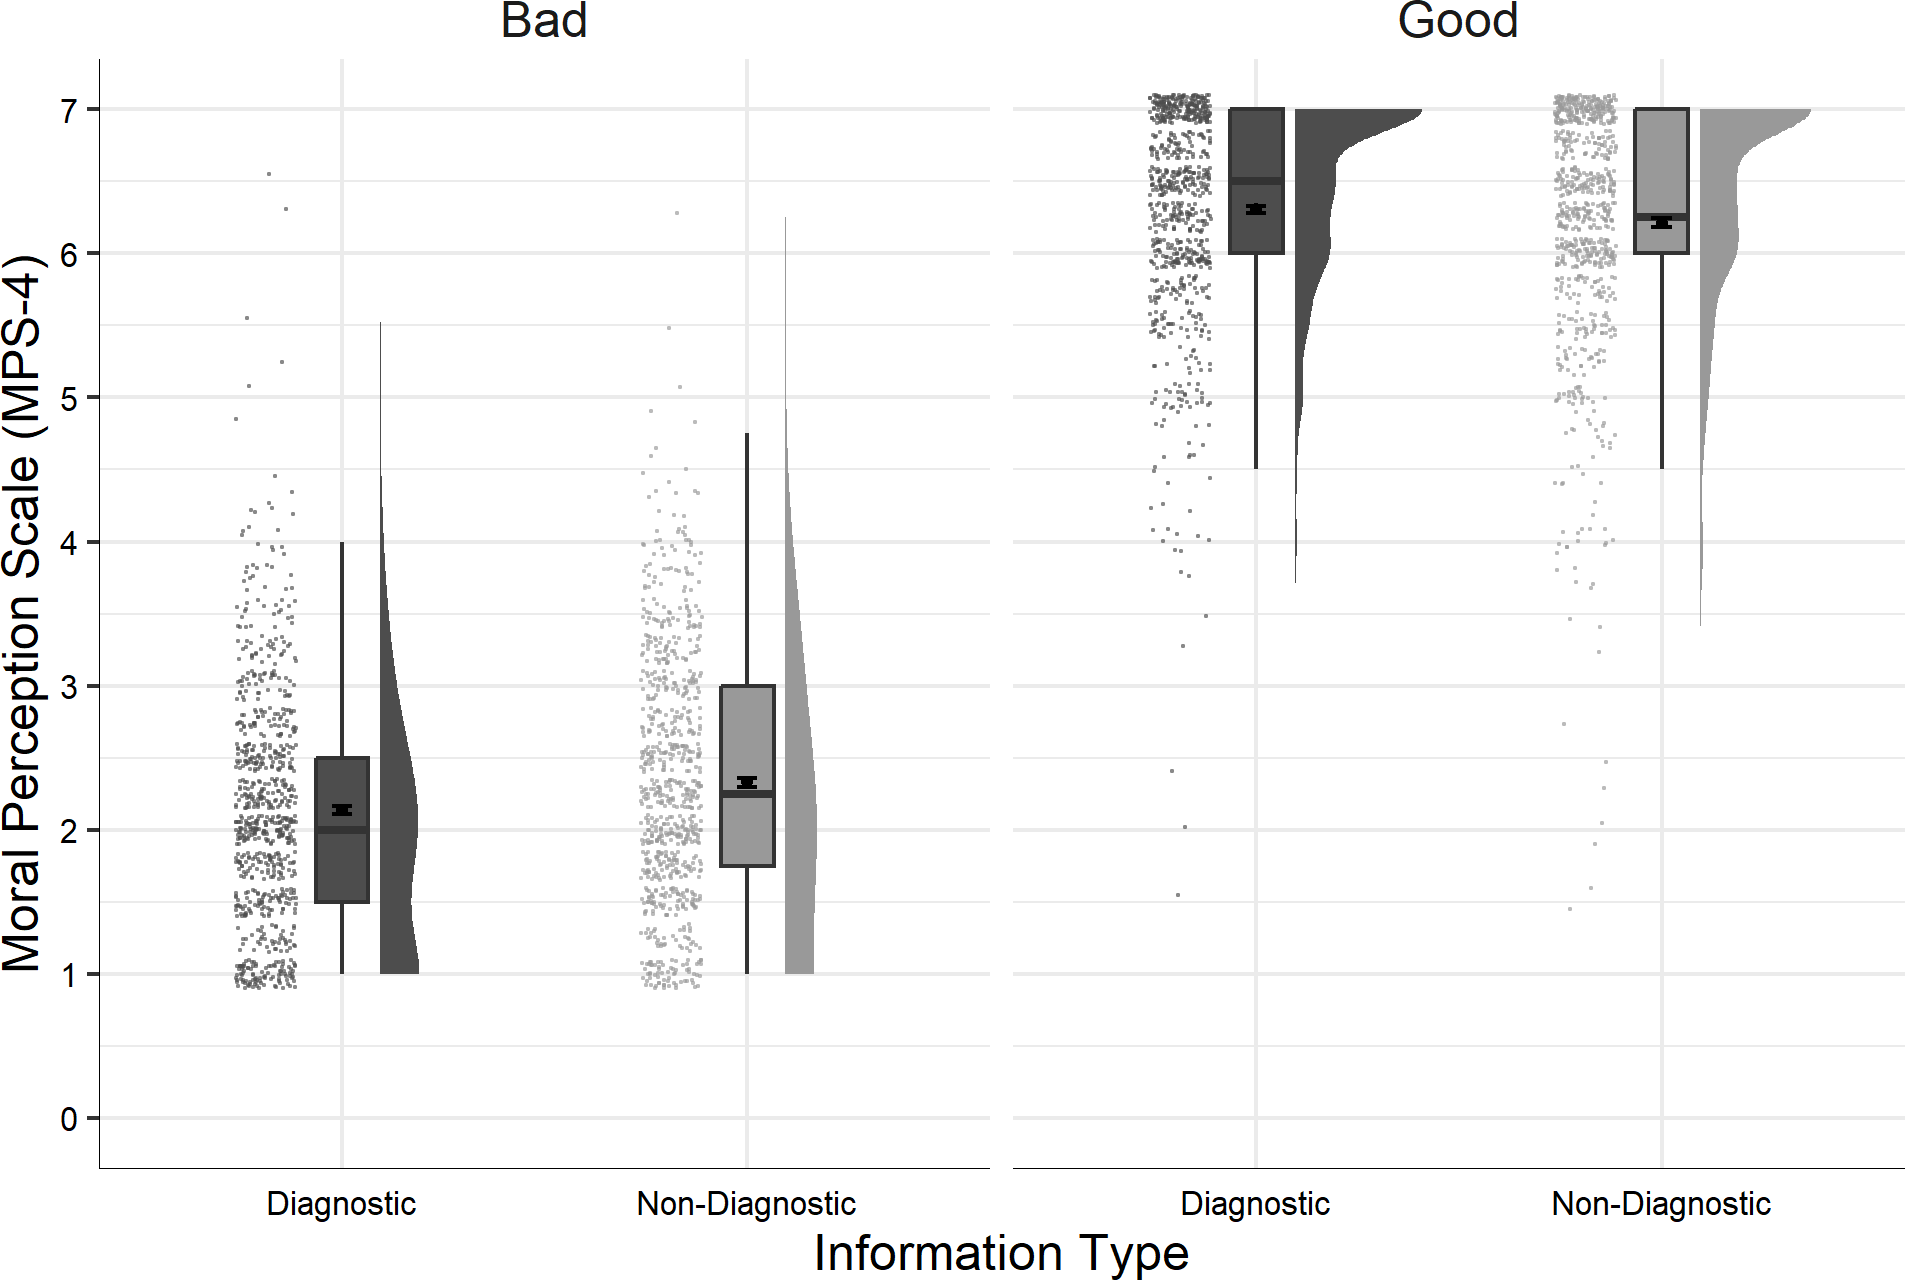 Bad
Good
Moral Perception Scale (MPS-4)
7
6
5
4
3
2
1
0
Diagnostic
Non-Diagnostic
Diagnostic
Non-Diagnostic
Information Type